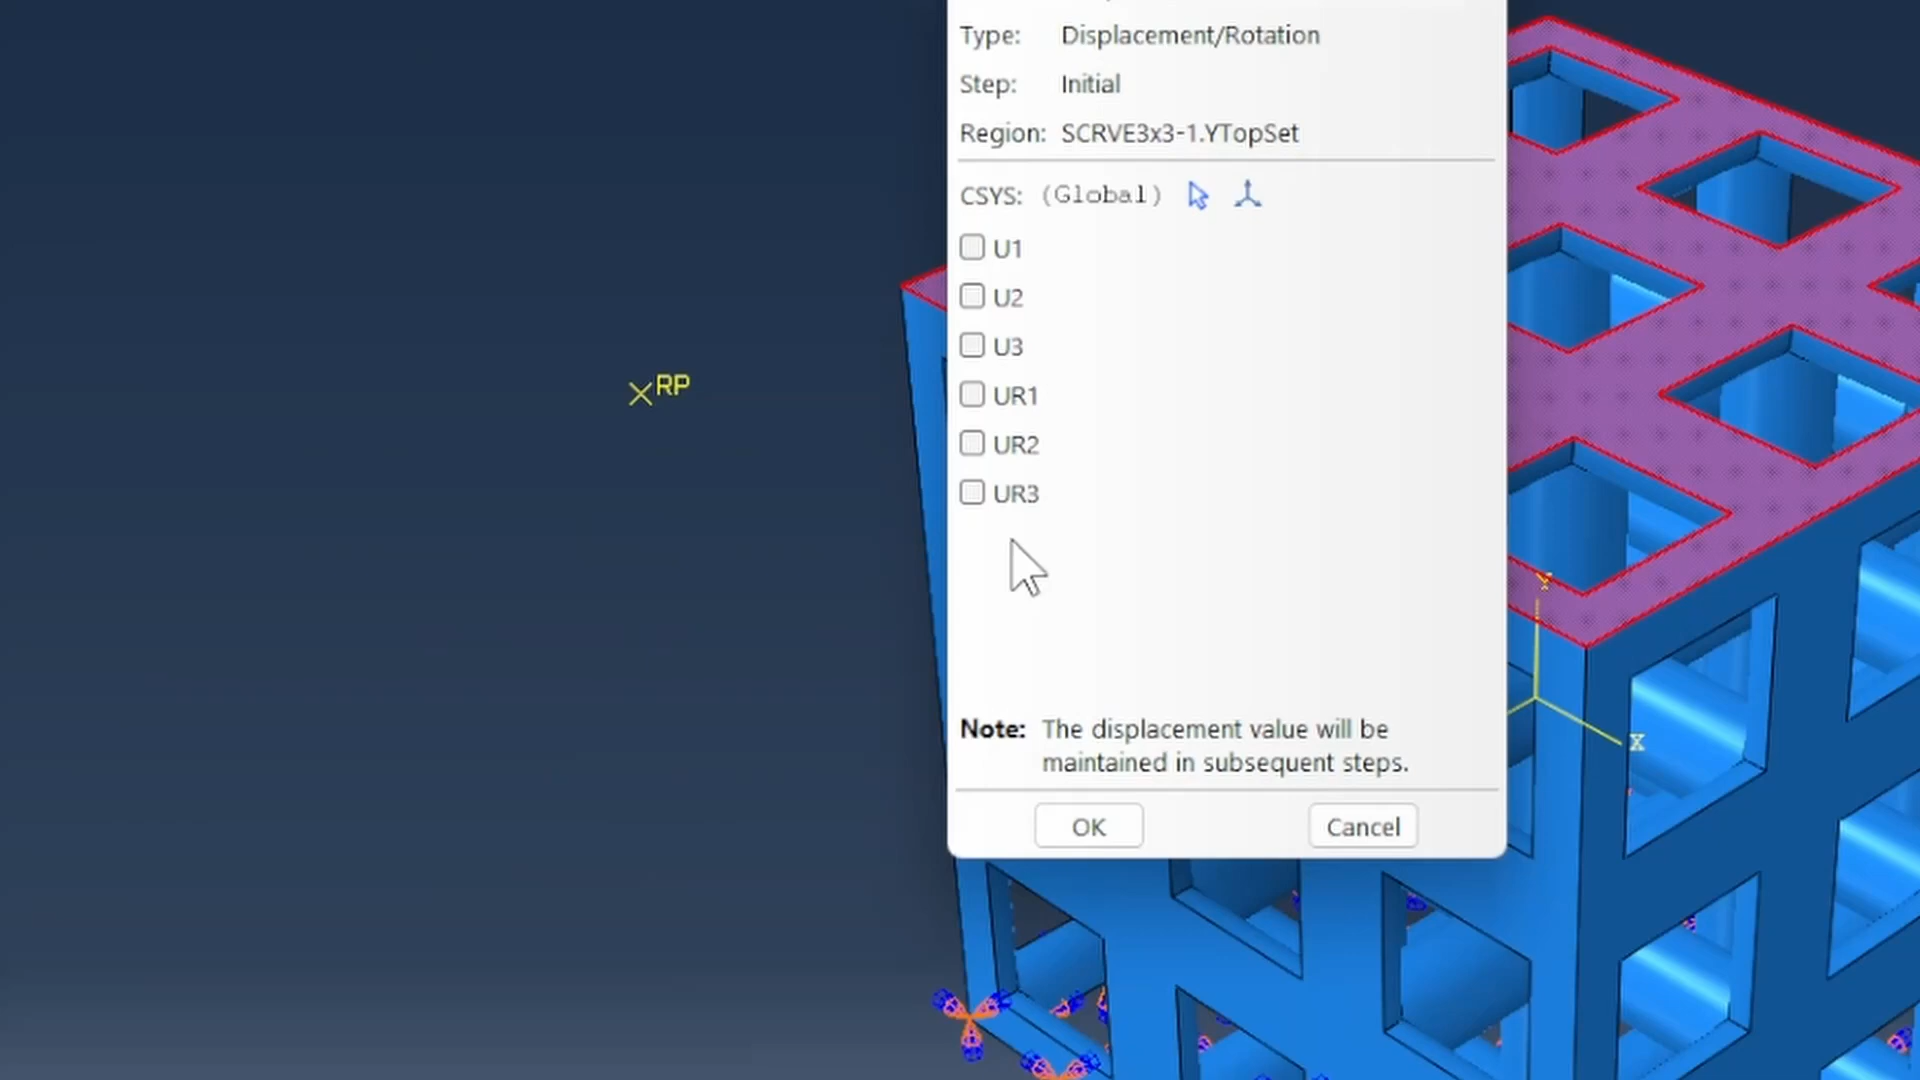 Type: Displacement/Rotation
Step: Initial
Region: SCRVE3x3-1.YTopSet
CSYS: (Global)
U1
U2
U3
UR1
UR2
UR3
Note: The displacement value will be
maintained in subsequent steps.
OK Cancel
RP
Y
X